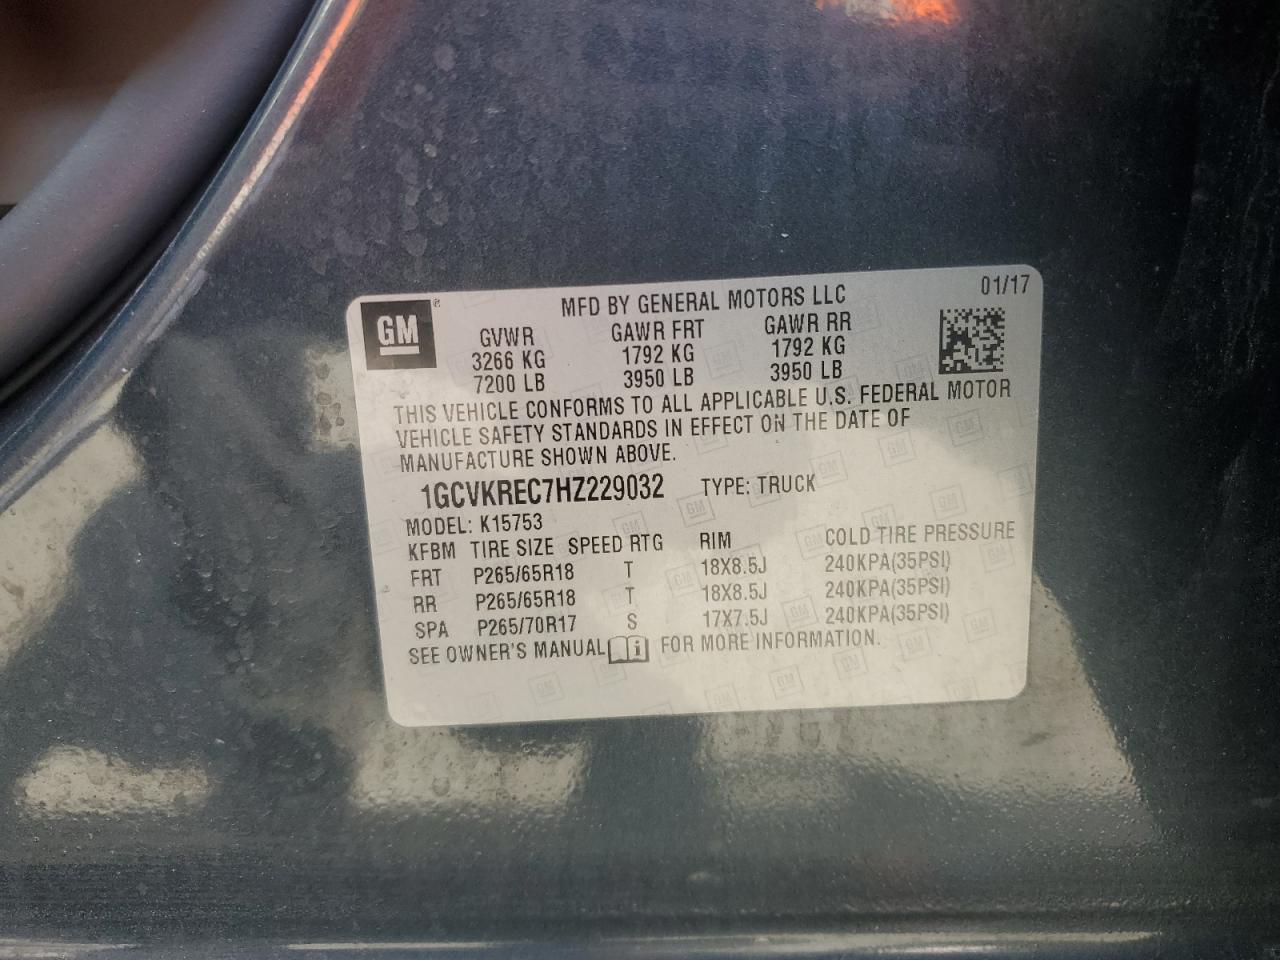 GM ®
MFD BY GENERAL MOTORS LLC 01/17
GVWR GAWR FRT GAWR RR
3266 KG 1792 KG 1792 KG
7200 LB 3950 LB 3950 LB
THIS VEHICLE CONFORMS TO ALL APPLICABLE U.S. FEDERAL MOTOR
VEHICLE SAFETY STANDARDS IN EFFECT ON THE DATE OF
MANUFACTURE SHOWN ABOVE.
1GCVKREC7HZ229032 TYPE: TRUCK
MODEL: K15753
KFBM TIRE SIZE SPEED RTG RIM COLD TIRE PRESSURE
FRT P265/65R18 T 18X8.5J 240KPA(35PSI)
RR P265/65R18 T 18X8.5J 240KPA(35PSI)
SPA P265/70R17 S 17X7.5J 240KPA(35PSI)
SEE OWNER'S MANUAL i FOR MORE INFORMATION.